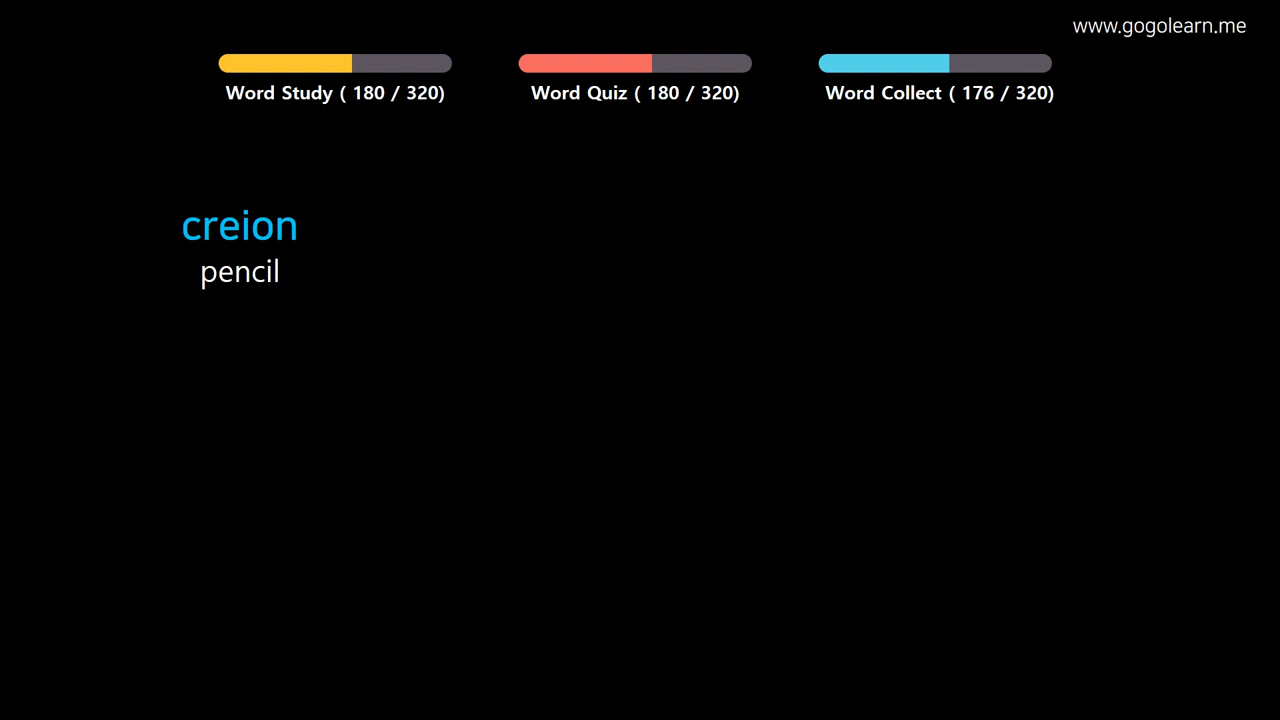 www.gogolearn.me
Word Study ( 180 / 320)
Word Quiz ( 180 / 320)
Word Collect ( 176 / 320)
creion
pencil